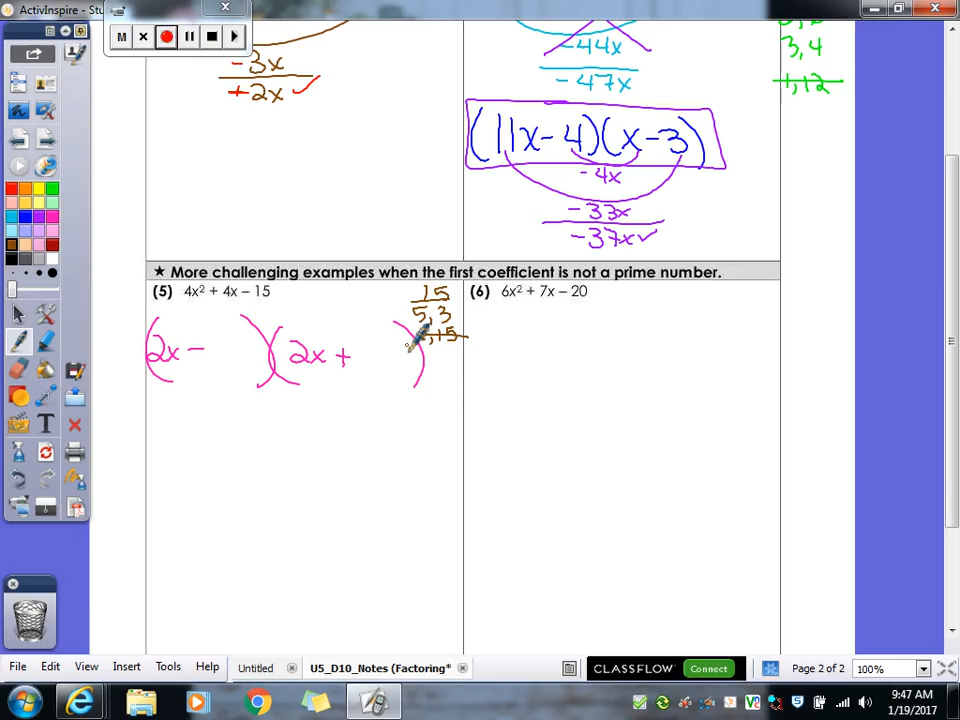 ActivInspire - Stu
M
- 3x
+2x ✓
-44x
-47x
3, 4
1, 12
(11x - 4)(x - 3)
-4x
-33x
-37x ✓
★ More challenging examples when the first coefficient is not a prime number.
(5) 4x² + 4x – 15
15
5, 3
, 15
(2x - )(2x + )
(6) 6x² + 7x – 20
File Edit View Insert Tools Help
Untitled
U5_D10_Notes (Factoring*
CLASSFLOW Connect
Page 2 of 2
100%
9:47 AM
1/19/2017